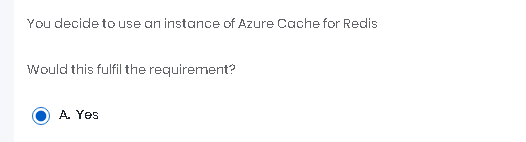 You decide to use an instance of Azure Cache for Redis
Would this fulfil the requirement?
A. Yes